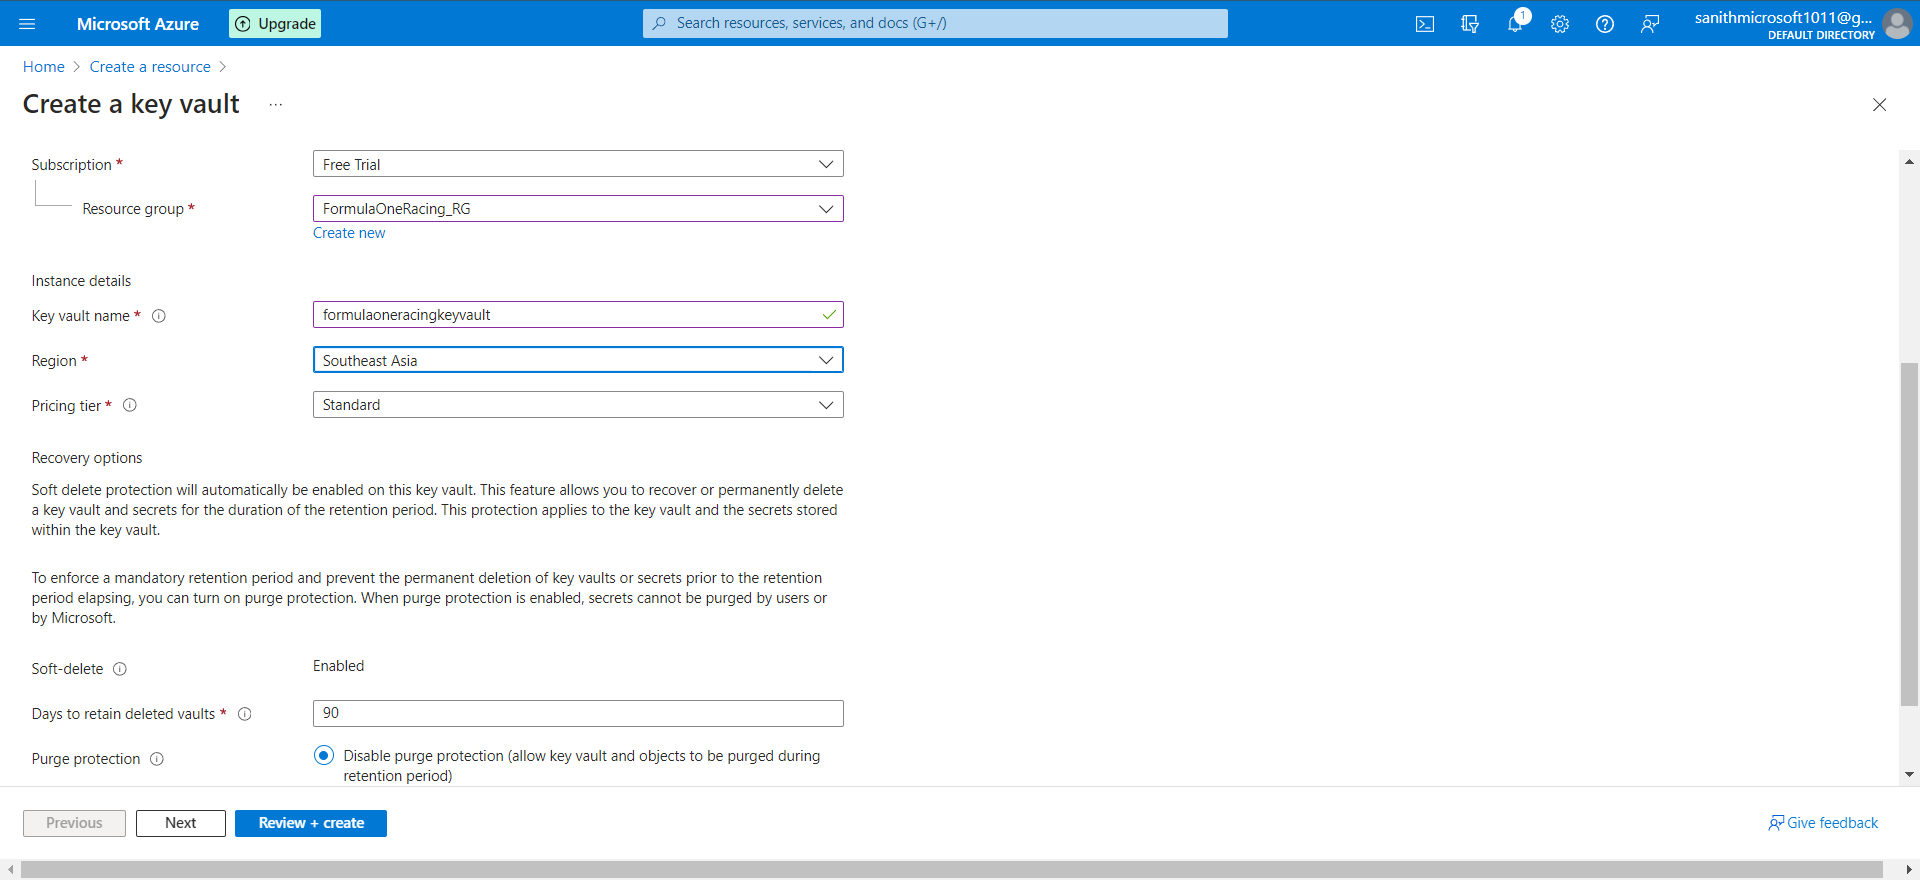 Microsoft Azure
Upgrade
Search resources, services, and docs (G+/)
1
sanithmicrosoft1011@g...
DEFAULT DIRECTORY
Home
Create a resource
Create a key vault
...
Subscription *
Free Trial
Resource group *
FormulaOneRacing_RG
Create new
Instance details
Key vault name *
formulaoneracingkeyvault
Region *
Southeast Asia
Pricing tier *
Standard
Recovery options
Soft delete protection will automatically be enabled on this key vault. This feature allows you to recover or permanently delete
a key vault and secrets for the duration of the retention period. This protection applies to the key vault and the secrets stored
within the key vault.
To enforce a mandatory retention period and prevent the permanent deletion of key vaults or secrets prior to the retention
period elapsing, you can turn on purge protection. When purge protection is enabled, secrets cannot be purged by users or
by Microsoft.
Soft-delete
Enabled
Days to retain deleted vaults *
90
Purge protection
Disable purge protection (allow key vault and objects to be purged during
retention period)
Previous
Next
Review + create
Give feedback